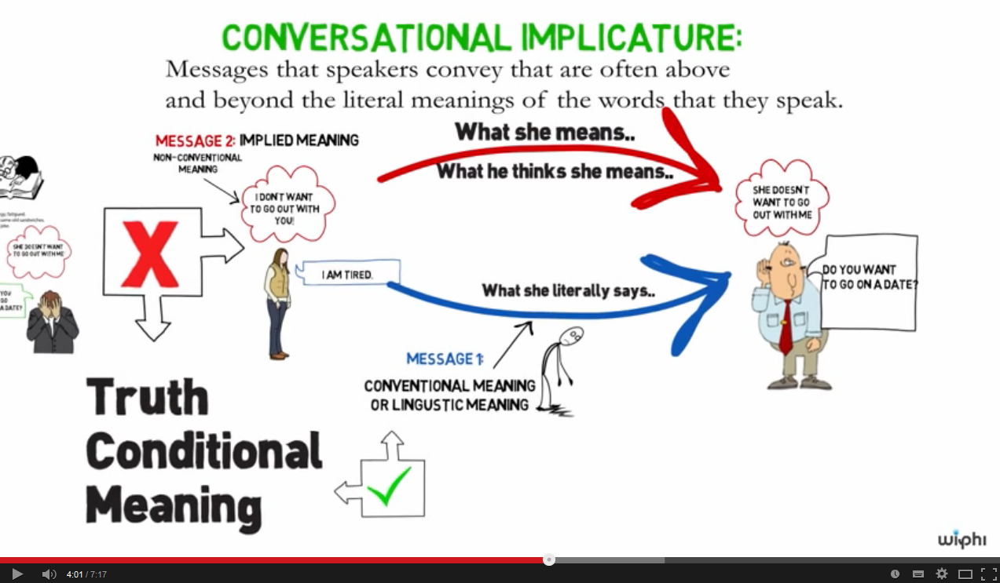 CONVERSATIONAL IMPLICATURE:
Messages that speakers convey that are often above
and beyond the literal meanings of the words that they speak.
MESSAGE 2: IMPLIED MEANING
NON-CONVENTIONAL
MEANING
What she means..
What he thinks she means..
I DON'T WANT
TO GO OUT WITH
YOU!
SHE DOESN'T
WANT TO GO
OUT WITH ME
SHE DOESN'T WANT
TO GO OUT WITH ME
X
I AM TIRED.
DO YOU WANT
TO GO ON A DATE?
What she literally says..
YOU
GO
A DATE?
MESSAGE 1:
CONVENTIONAL MEANING
OR LINGUSTIC MEANING
Truth
Conditional
Meaning
wiphi
4:01 / 7:17